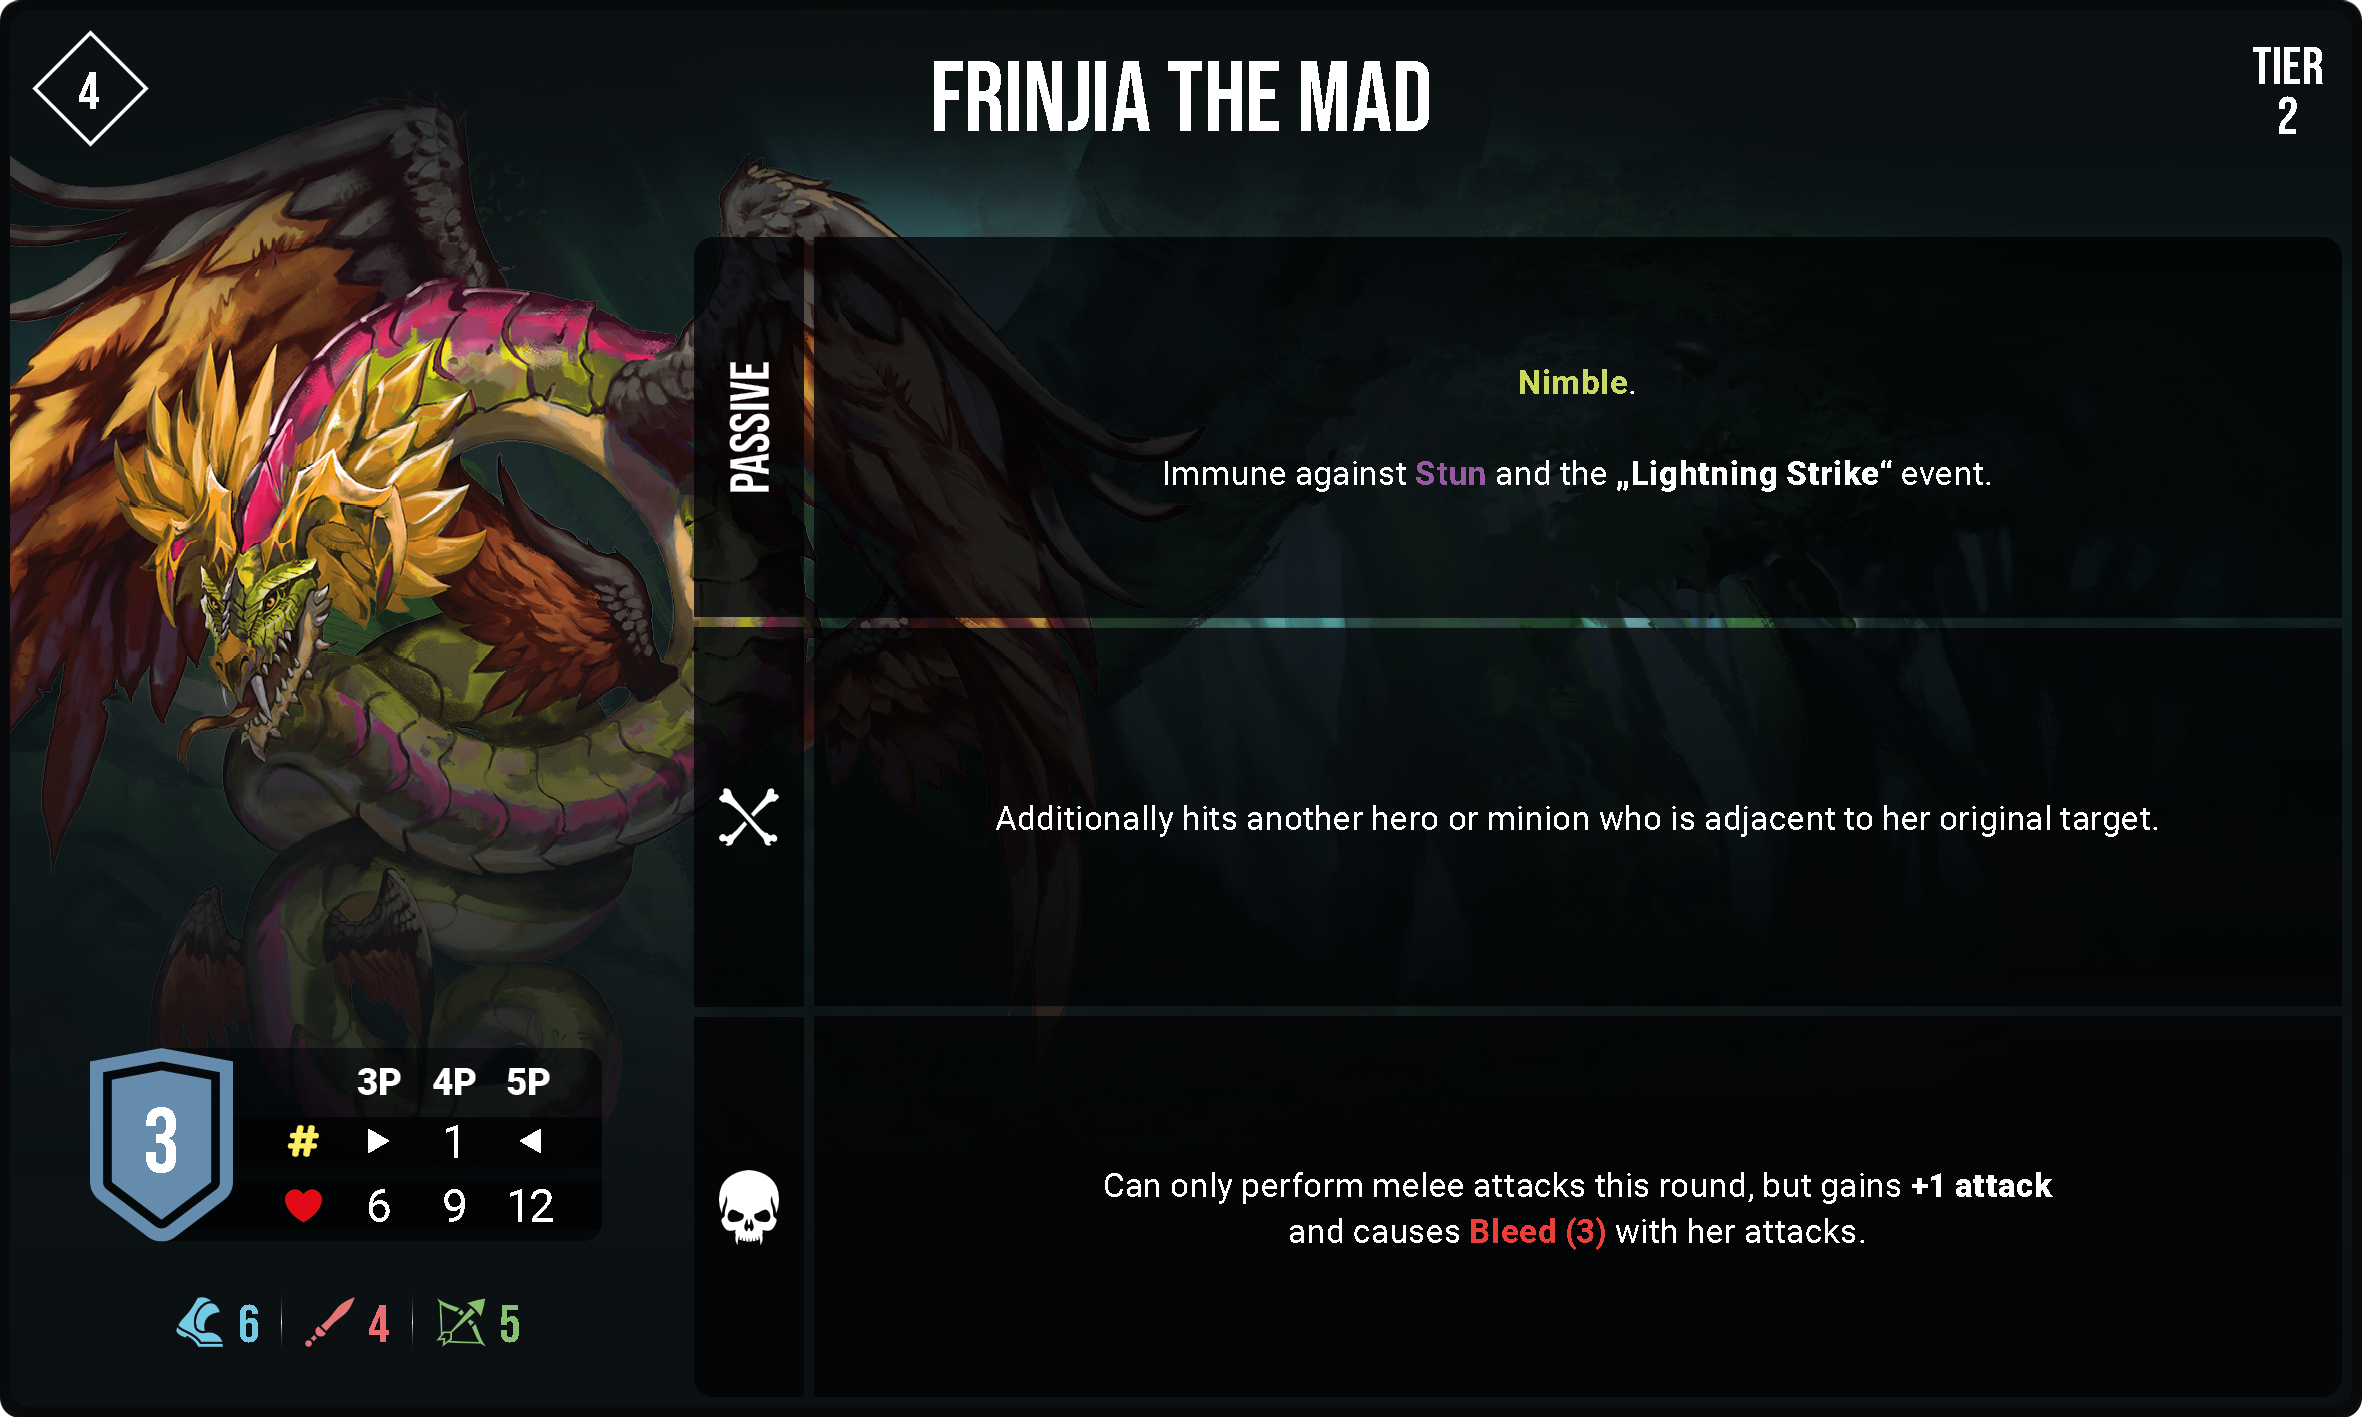 4
FRINJIA THE MAD
TIER
2
PASSIVE
Nimble.
Immune against Stun and the „Lightning Strike“ event.
Additionally hits another hero or minion who is adjacent to her original target.
Can only perform melee attacks this round, but gains +1 attack
and causes Bleed (3) with her attacks.
3
3P 4P 5P
# ▶ 1 ◀
6 9 12
6 4 5